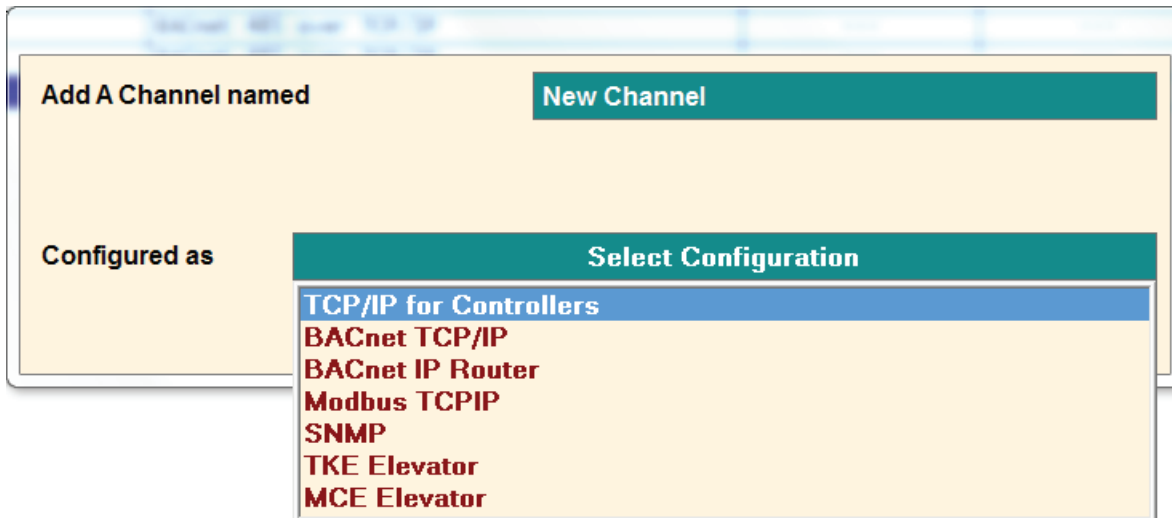 Add A Channel named
New Channel
Configured as
Select Configuration
TCP/IP for Controllers
BACnet TCP/IP
BACnet IP Router
Modbus TCPIP
SNMP
TKE Elevator
MCE Elevator